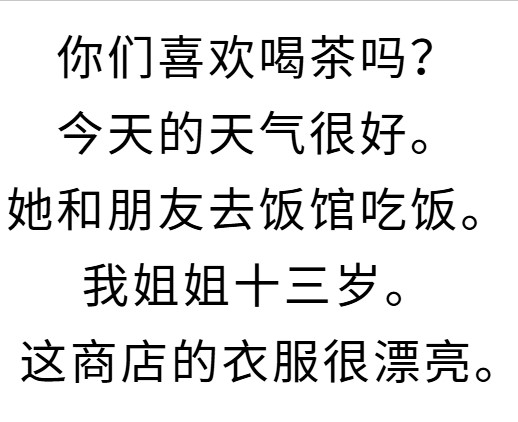 你们喜欢喝茶吗？
今天的天气很好。
她和朋友去饭馆吃饭。
我姐姐十三岁。
这商店的衣服很漂亮。